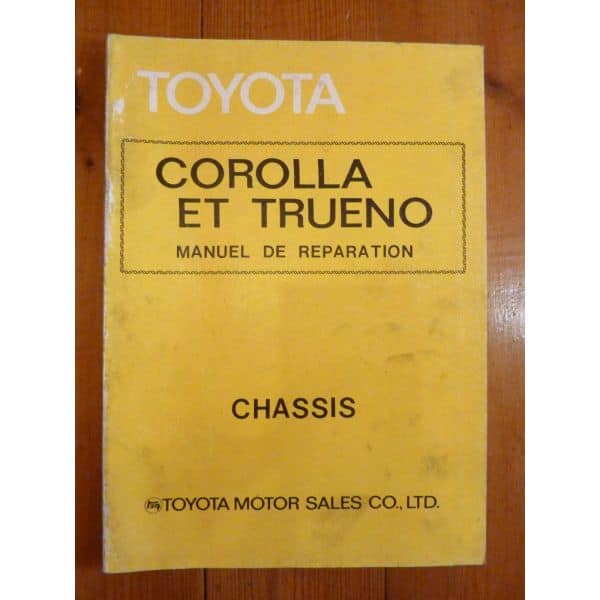 TOYOTA
COROLLA
ET TRUENO
MANUEL DE REPARATION
CHASSIS
TOYOTA MOTOR SALES CO., LTD.